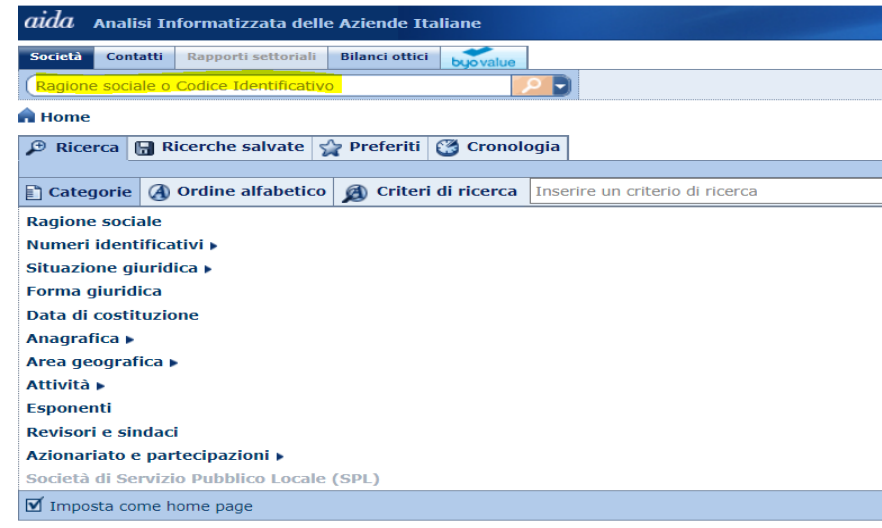 aida Analisi Informatizzata delle Aziende Italiane
Società Contatti Rapporti settoriali Bilanci ottici byovalue
Ragione sociale o Codice Identificativo
Home
Ricerca Ricerche salvate Preferiti Cronologia
Categorie Ordine alfabetico Criteri di ricerca Inserire un criterio di ricerca
Ragione sociale
Numeri identificativi
Situazione giuridica
Forma giuridica
Data di costituzione
Anagrafica
Area geografica
Attività
Esponenti
Revisori e sindaci
Azionariato e partecipazioni
Società di Servizio Pubblico Locale (SPL)
Imposta come home page